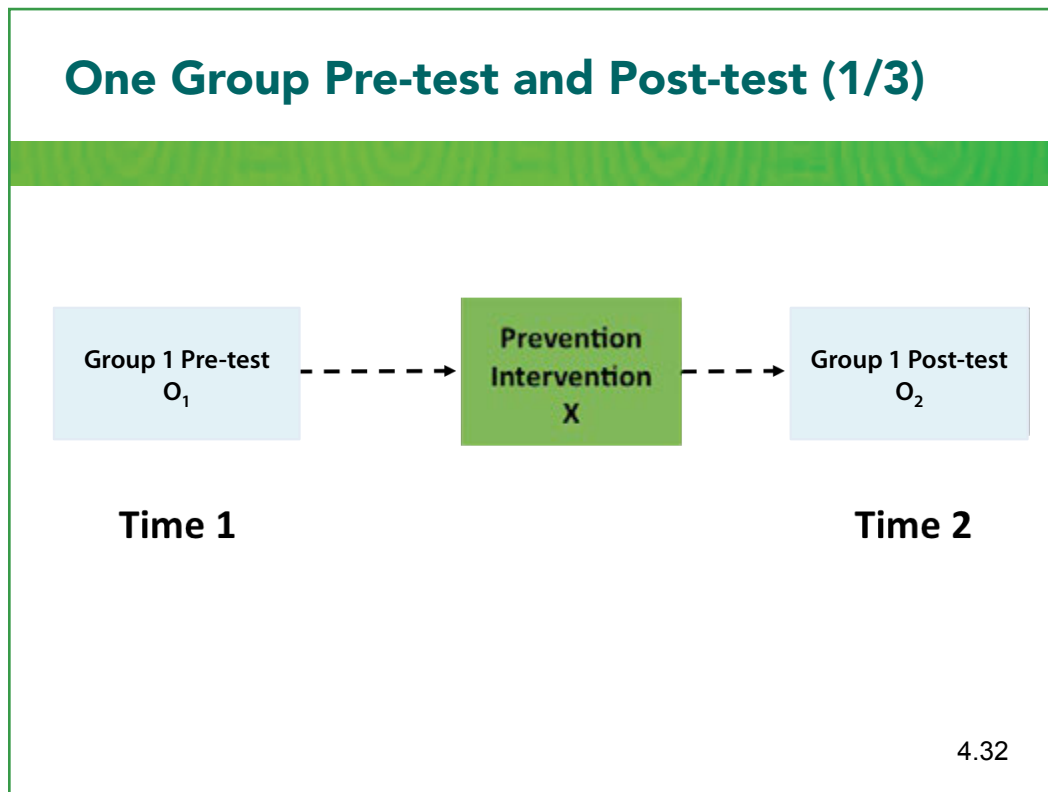 One Group Pre-test and Post-test (1/3)
Group 1 Pre-test
O₁
Prevention
Intervention
X
Group 1 Post-test
O₂
Time 1
Time 2
4.32